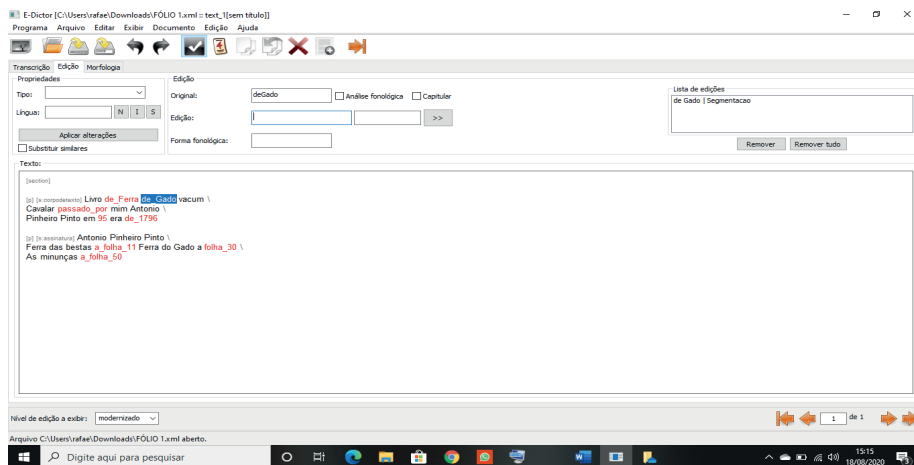 E-Dictor [C:\Users\rafae\Downloads\FÓLIO 1.xml = text_1[sem título]]
Programa Arquivo Editar Exibir Documento Edição Ajuda
Transcrição Edição Morfologia
Propriedades
Tipo:
Língua: N I S
Aplicar alterações
Substituir similares
Edição
Original: deGado Análise fonológica Capitular
Edição: >>
Forma fonológica:
Lista de edições
de Gado | Segmentacao
Remover Remover tudo
Texto:
[section]
[p] [s:corpodetexto] Livro de_Ferra de_Gado vacum \
Cavalar passado_por mim Antonio \
Pinheiro Pinto em 95 era de_1796
[p] [s:assinatura] Antonio Pinheiro Pinto \
Ferra das bestas a_folha_11 Ferra do Gado a folha_30 \
As minunças a_folha_50
Nível de edição a exibir: modernizado 1 de 1
Arquivo C:\Users\rafae\Downloads\FÓLIO 1.xml aberto.
Digite aqui para pesquisar
15:15
18/08/2020